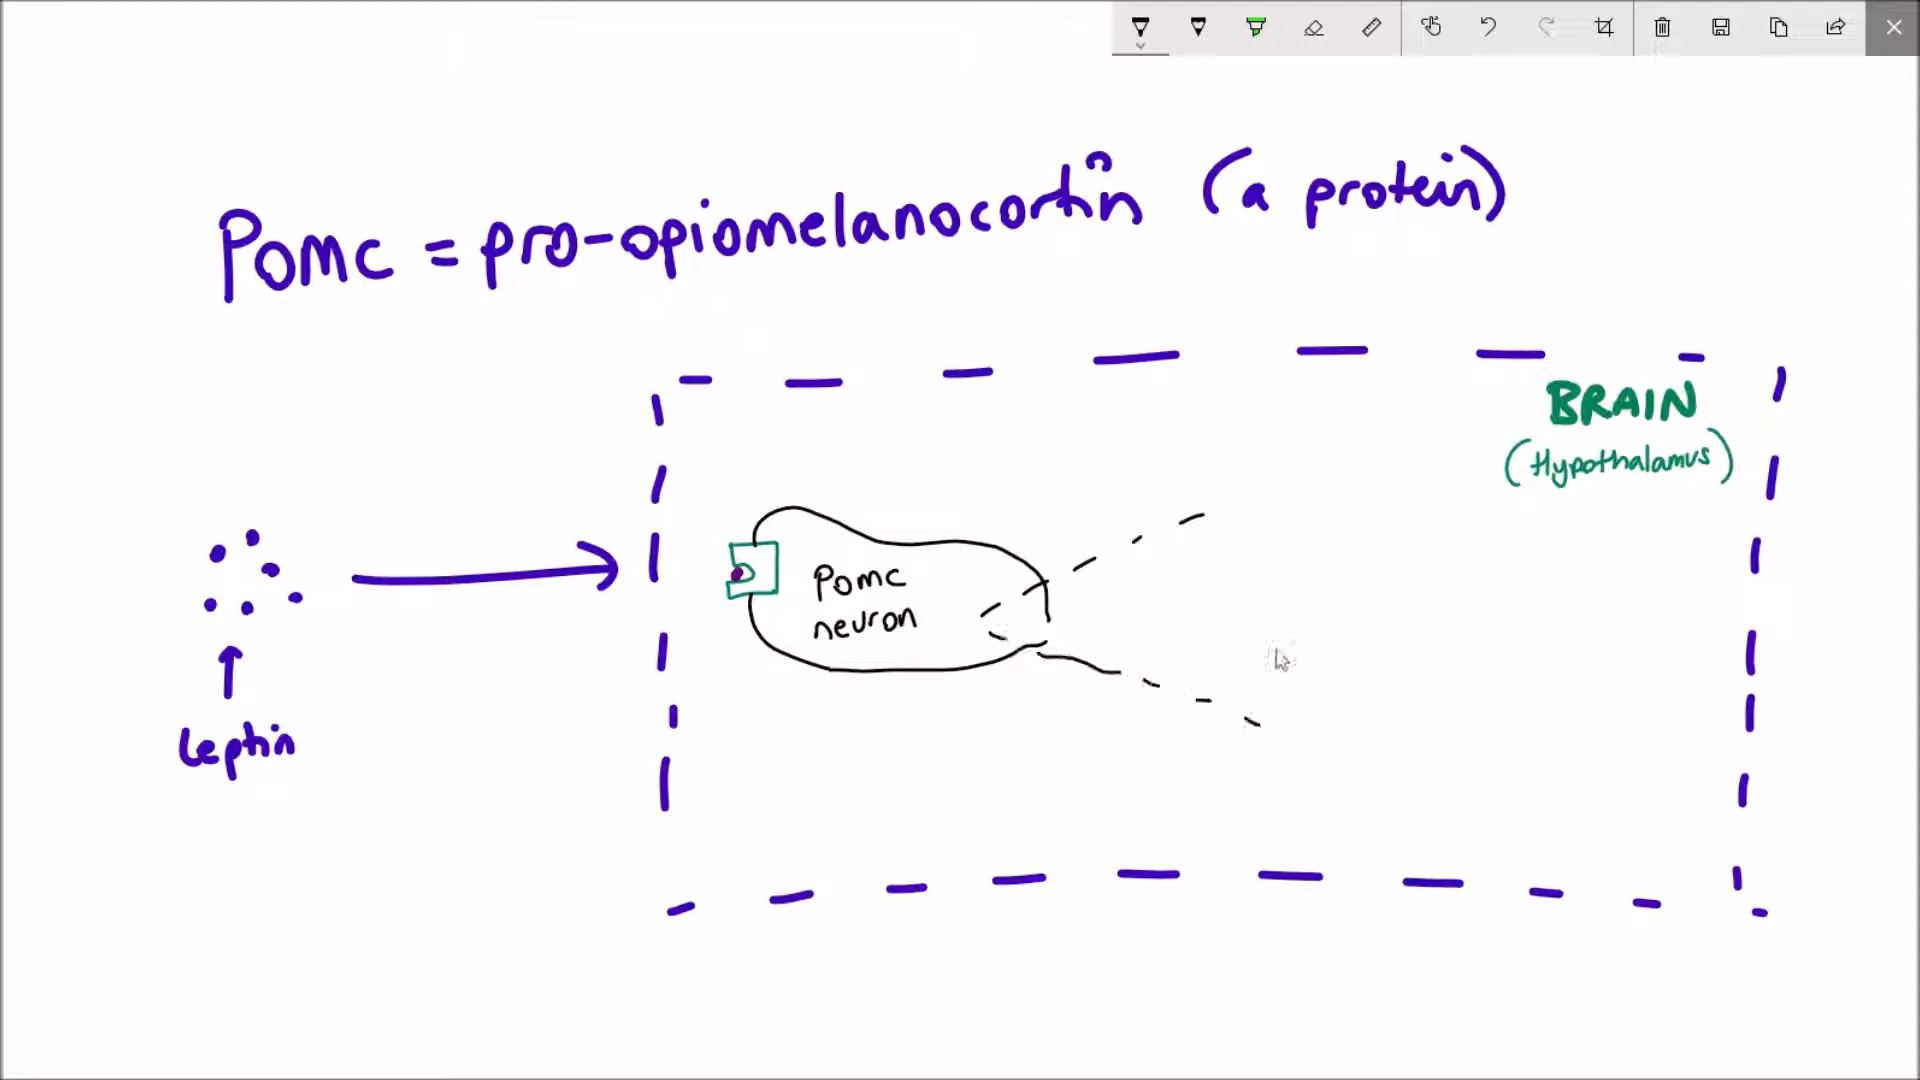 POMC = pro-opiomelanocortin (a protein)
BRAIN
(Hypothalamus)
POMC
neuron
Leptin